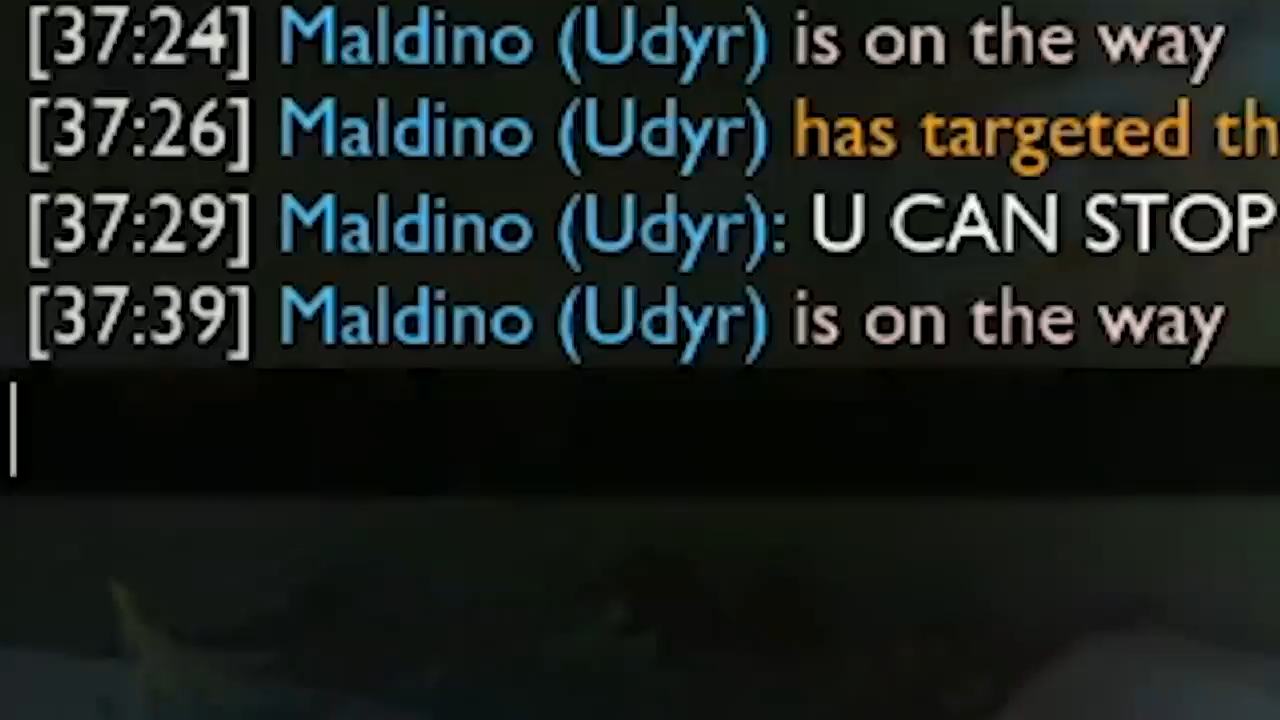 [37:24] Maldino (Udyr) is on the way
[37:26] Maldino (Udyr) has targeted th
[37:29] Maldino (Udyr): U CAN STOP
[37:39] Maldino (Udyr) is on the way